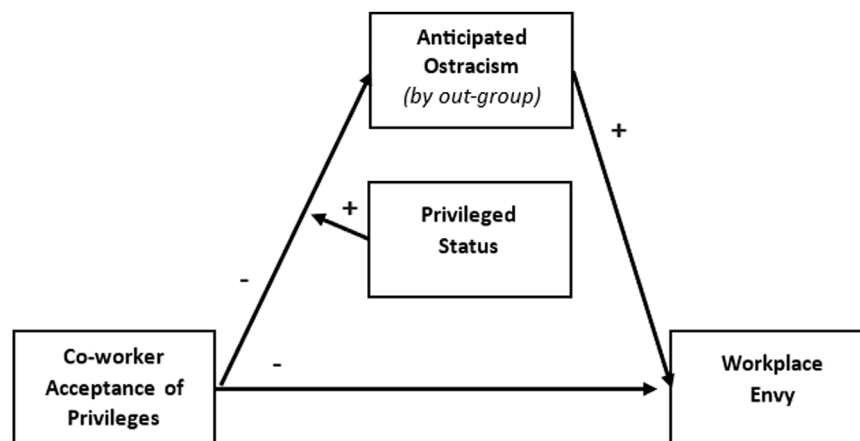 Anticipated
Ostracism
(by out-group)
+
+
Privileged
Status
-
-
Co-worker
Acceptance of
Privileges
Workplace
Envy